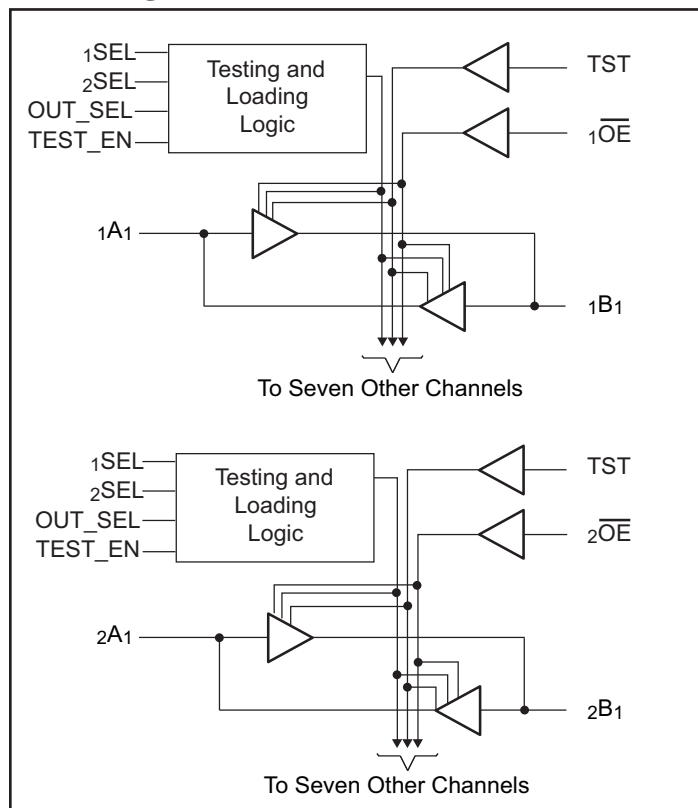 1SEL
2SEL
OUT_SEL
TEST_EN
Testing and
Loading
Logic
TST
1OE
1A1
1B1
To Seven Other Channels
1SEL
2SEL
OUT_SEL
TEST_EN
Testing and
Loading
Logic
TST
2OE
2A1
2B1
To Seven Other Channels